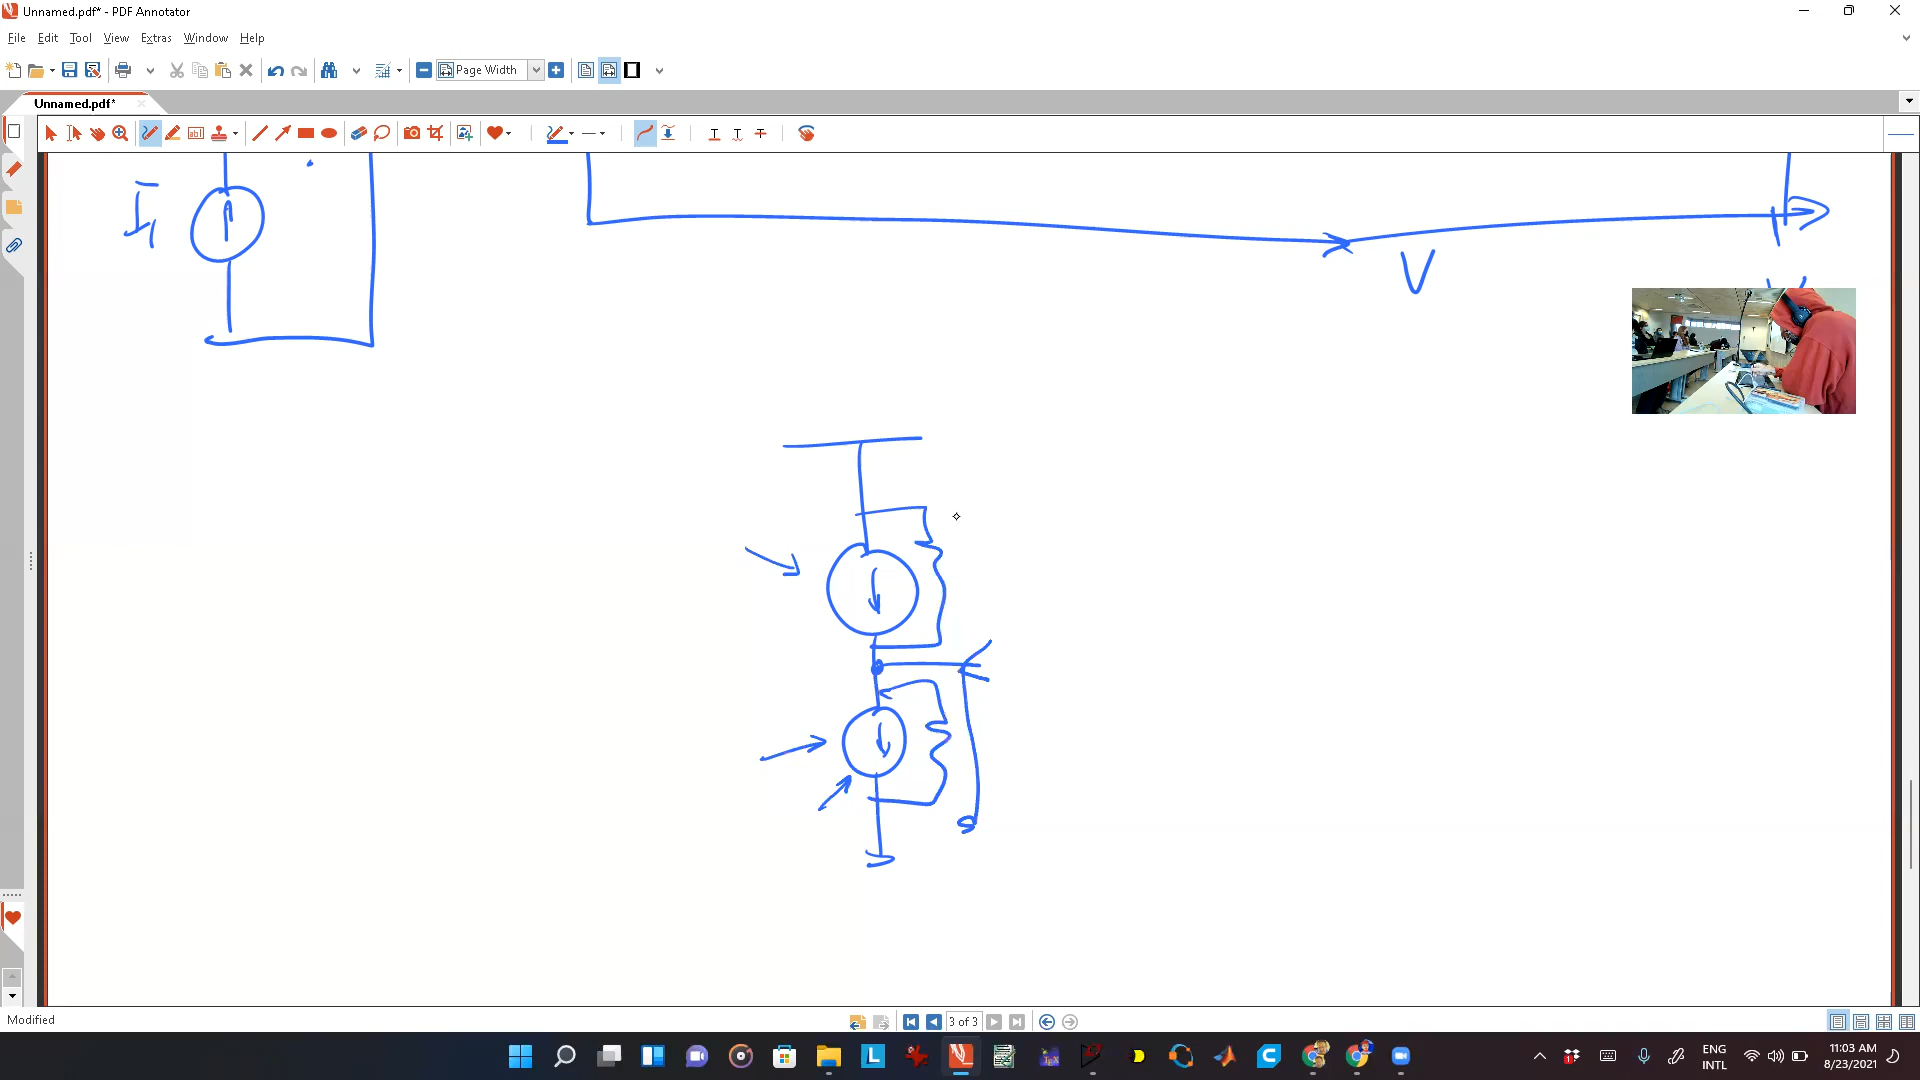 Unnamed.pdf* - PDF Annotator
File Edit Tool View Extras Window Help
Page Width
Unnamed.pdf*
I1
V
Modified
3 of 3
ENG
INTL
11:03 AM
8/23/2021